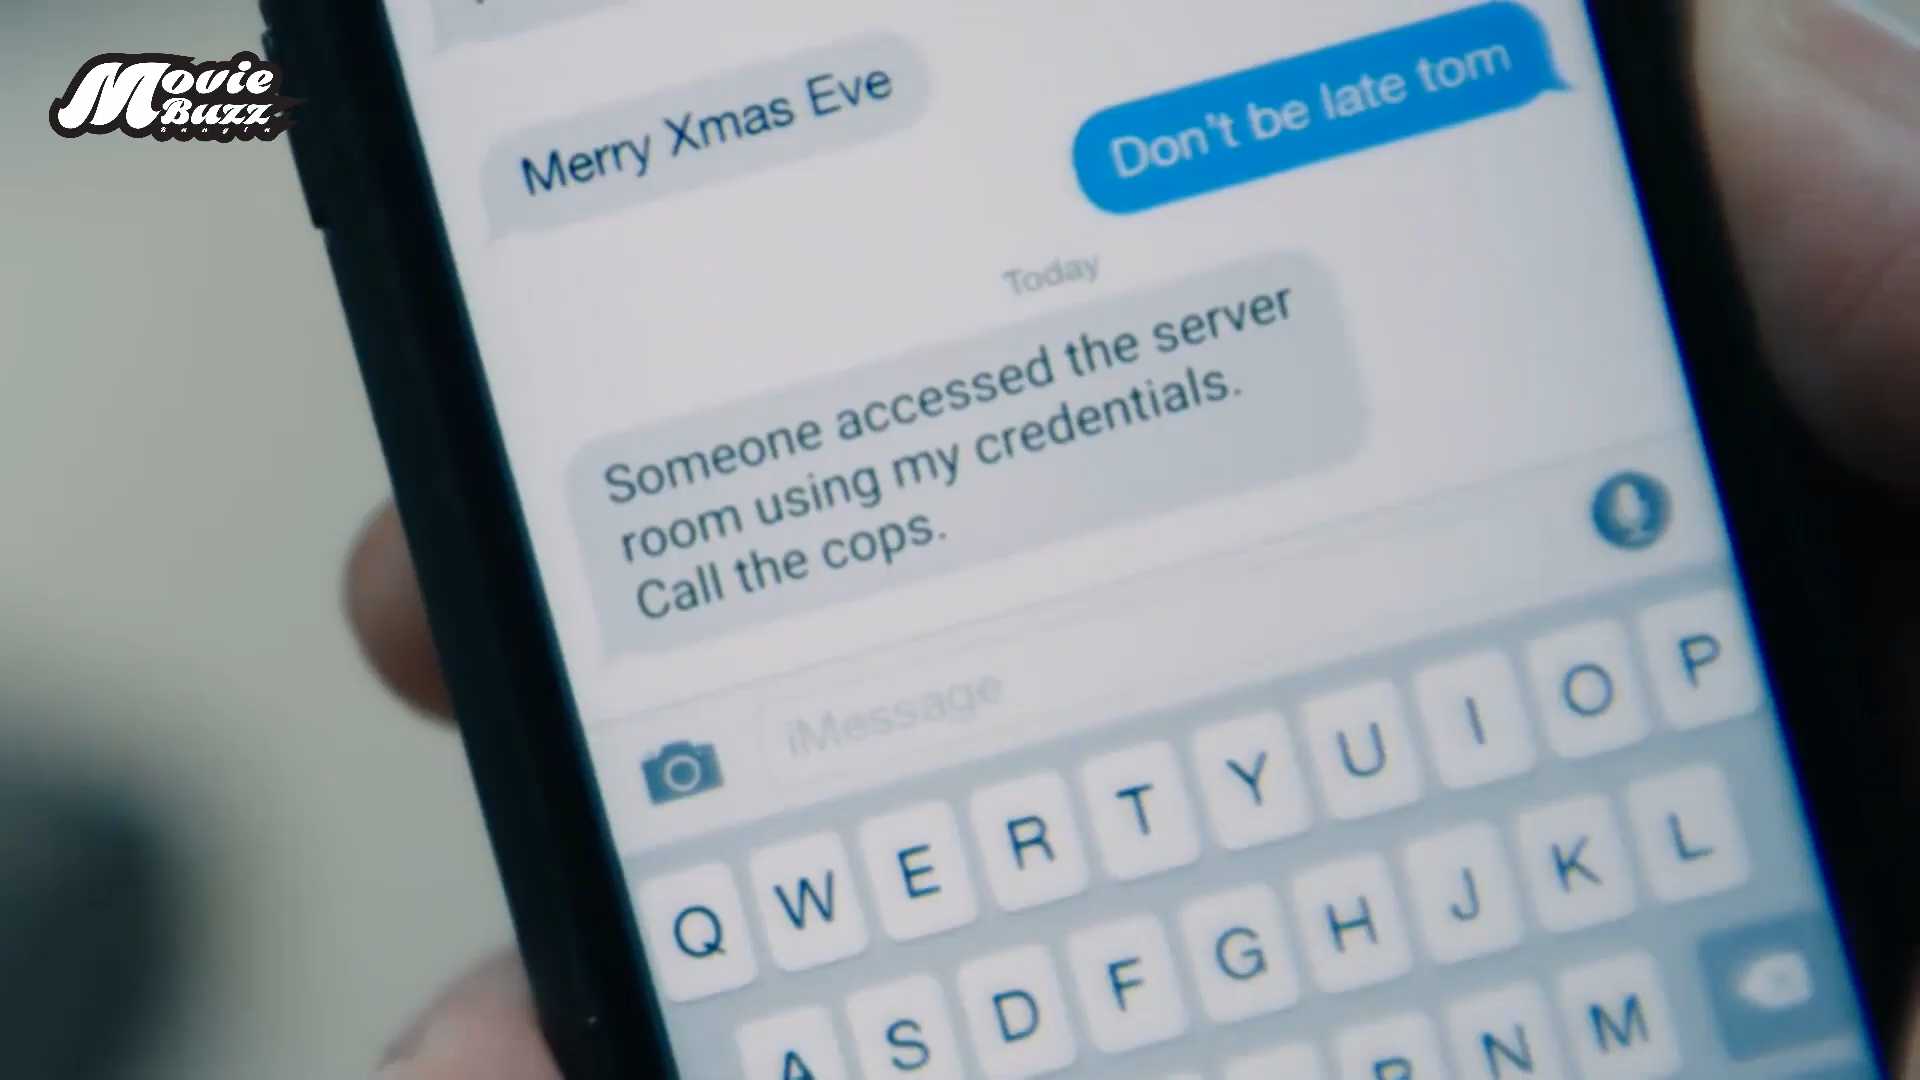 Movie
Buzz
Bangla
Merry Xmas Eve
Don't be late tom
Today
Someone accessed the server
room using my credentials.
Call the cops.
iMessage
Q W E R T Y U I O P
A S D F G H J K L
B N M